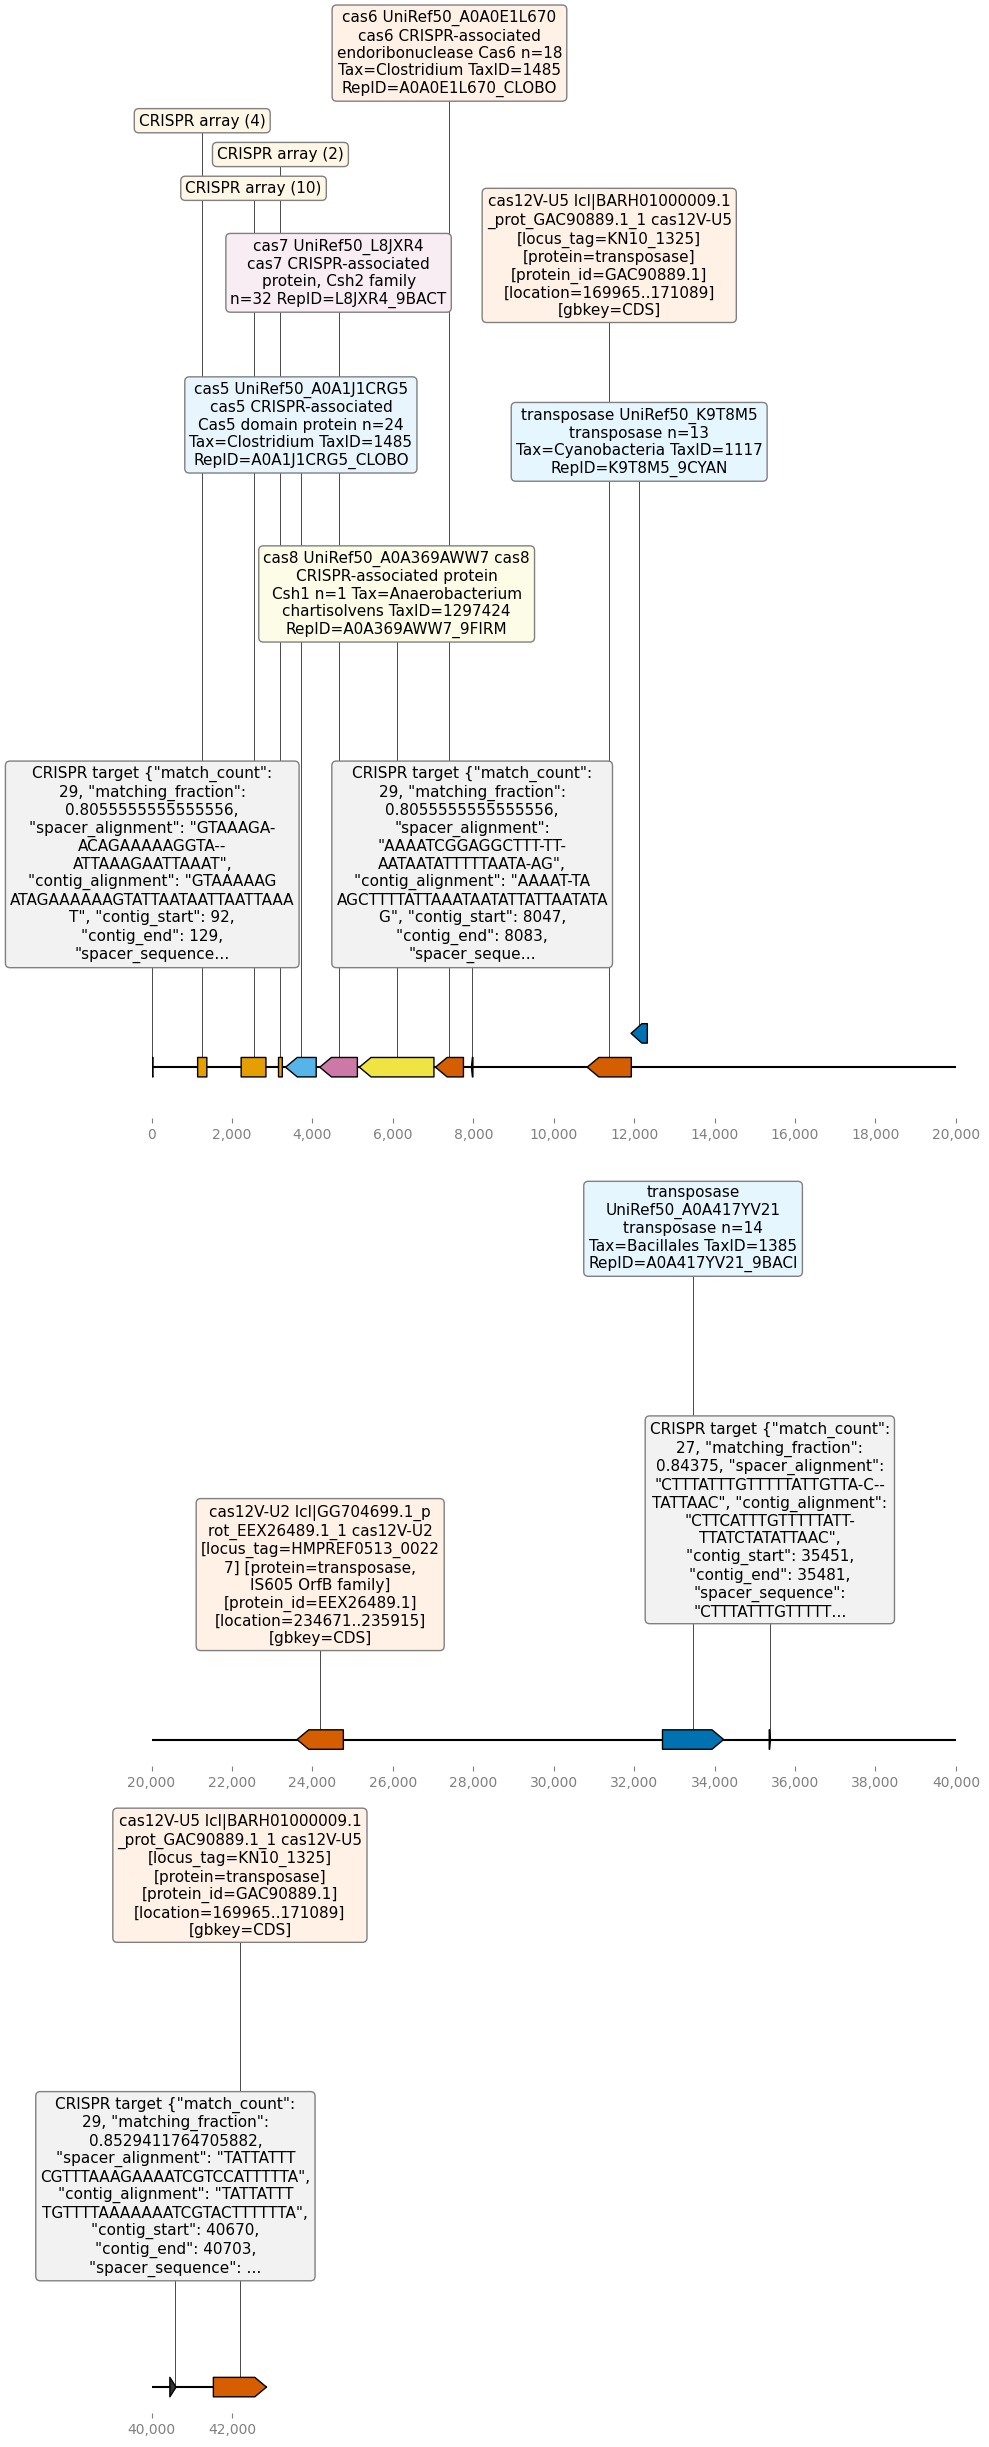 cas6 UniRef50_A0A0E1L670
cas6 CRISPR-associated
endoribonuclease Cas6 n=18
Tax=Clostridium TaxID=1485
RepID=A0A0E1L670_CLOBO
CRISPR array (4)
CRISPR array (2)
CRISPR array (10)
cas7 UniRef50_L8JXR4
cas7 CRISPR-associated
protein, Csh2 family
n=32 RepID=L8JXR4_9BACT
cas12V-U5 lcl|BARH01000009.1
_prot_GAC90889.1_1 cas12V-U5
[locus_tag=KN10_1325]
[protein=transposase]
[protein_id=GAC90889.1]
[location=169965..171089]
[gbkey=CDS]
cas5 UniRef50_A0A1J1CRG5
cas5 CRISPR-associated
Cas5 domain protein n=24
Tax=Clostridium TaxID=1485
RepID=A0A1J1CRG5_CLOBO
transposase UniRef50_K9T8M5
transposase n=13
Tax=Cyanobacteria TaxID=1117
RepID=K9T8M5_9CYAN
cas8 UniRef50_A0A369AWW7 cas8
CRISPR-associated protein
Csh1 n=1 Tax=Anaerobacterium
chartisolvens TaxID=1297424
RepID=A0A369AWW7_9FIRM
CRISPR target {"match_count":
29, "matching_fraction":
0.8055555555555556,
"spacer_alignment": "GTAAAGA-
ACAGAAAAAGGTA--
ATTAAAGAATTAAAT",
"contig_alignment": "GTAAAAAG
ATAGAAAAAAGTATTAATAATTAATTAAA
T", "contig_start": 92,
"contig_end": 129,
"spacer_sequence...
CRISPR target {"match_count":
29, "matching_fraction":
0.8055555555555556,
"spacer_alignment":
"AAAATCGGAGGCTTT-TT-
AATAATATTTTTAATA-AG",
"contig_alignment": "AAAAT-TA
AGCTTTTATTAAATAATATTATTAATATA
G", "contig_start": 8047,
"contig_end": 8083,
"spacer_seque...
0
2,000
4,000
6,000
8,000
10,000
12,000
14,000
16,000
18,000
20,000
transposase
UniRef50_A0A417YV21
transposase n=14
Tax=Bacillales TaxID=1385
RepID=A0A417YV21_9BACI
CRISPR target {"match_count":
27, "matching_fraction":
0.84375, "spacer_alignment":
"CTTTATTTGTTTTTATTGTTA-C--
TATTAAC", "contig_alignment":
"CTTCATTTGTTTTTATT-
TTATCTATATTAAC",
"contig_start": 35451,
"contig_end": 35481,
"spacer_sequence":
"CTTTATTTGTTTTT...
cas12V-U2 lcl|GG704699.1_p
rot_EEX26489.1_1 cas12V-U2
[locus_tag=HMPREF0513_0022
7] [protein=transposase,
IS605 OrfB family]
[protein_id=EEX26489.1]
[location=234671..235915]
[gbkey=CDS]
20,000
22,000
24,000
26,000
28,000
30,000
32,000
34,000
36,000
38,000
40,000
cas12V-U5 lcl|BARH01000009.1
_prot_GAC90889.1_1 cas12V-U5
[locus_tag=KN10_1325]
[protein=transposase]
[protein_id=GAC90889.1]
[location=169965..171089]
[gbkey=CDS]
CRISPR target {"match_count":
29, "matching_fraction":
0.8529411764705882,
"spacer_alignment": "TATTATTT
CGTTTAAAGAAAATCGTCCATTTTTA",
"contig_alignment": "TATTATTT
TGTTTTAAAAAAATCGTACTTTTTTA",
"contig_start": 40670,
"contig_end": 40703,
"spacer_sequence": ...
40,000
42,000